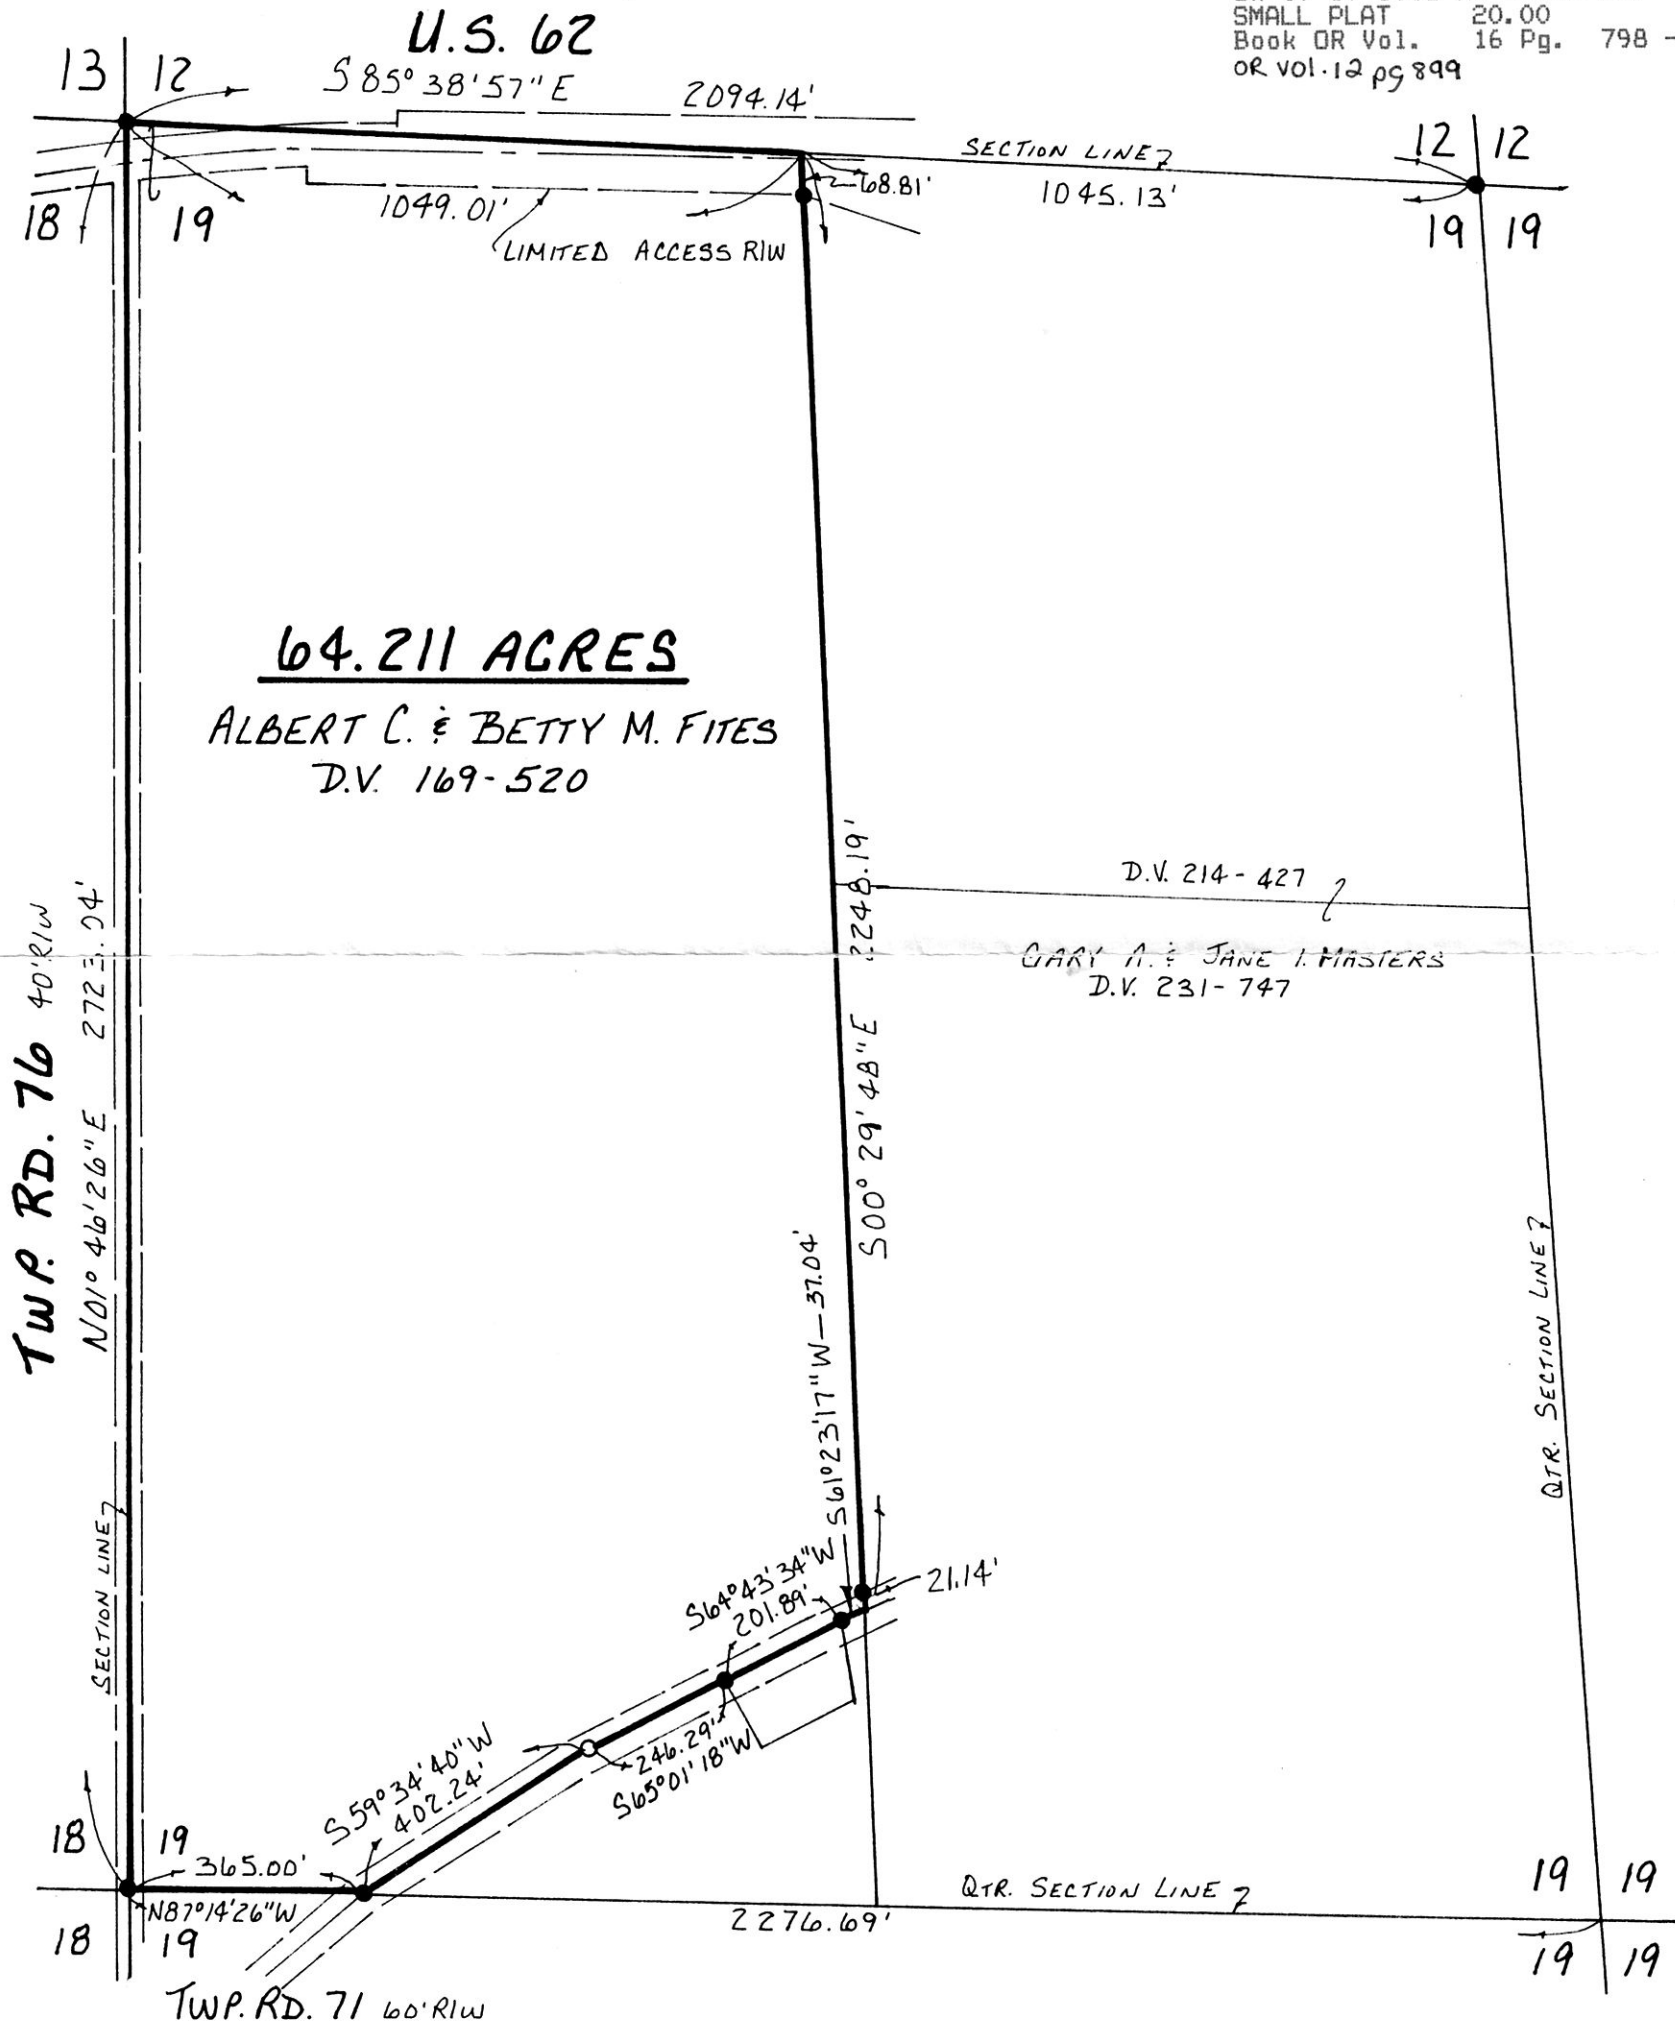 SMALL PLAT 20.00
Book OR Vol. 16 Pg. 798 -
OR VOl.12 pg 899
U.S. 62
13 12
S 85° 38' 57" E 2094.14'
12 12
SECTION LINE
68.81'
1045.13'
18 19
1049.01'
19 19
LIMITED ACCESS R/W
64.211 ACRES
ALBERT C. & BETTY M. FITES
D.V. 169-520
2248.19'
S00° 29' 48" E
D.V. 214-427
GARY A. & JANE I. MASTERS
D.V. 231-747
TWP. RD. 76 40' R/W
N01° 46' 26" E 2723.94'
S61°23'17"W-37.04'
QTR. SECTION LINE
SECTION LINE
S64°43'34"W
201.89'
21.14'
246.29'
S65°01'18"W
S59°34'40"W
402.24'
18 19
365.00'
N87°14'26"W
QTR. SECTION LINE
2276.69'
19 19
18 19
19 19
TWP. RD. 71 60' R/W